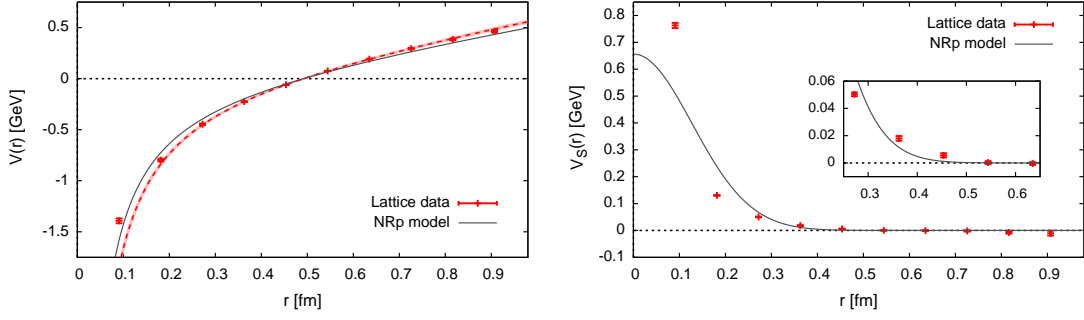 V(r) [GeV]
0.5
0
-0.5
-1
-1.5
Lattice data
NRp model
0 0.1 0.2 0.3 0.4 0.5 0.6 0.7 0.8 0.9
r [fm]
V_S(r) [GeV]
0.8
0.7
0.6
0.5
0.4
0.3
0.2
0.1
0
-0.1
Lattice data
NRp model
0.06
0.04
0.02
0
0.3 0.4 0.5 0.6
0 0.1 0.2 0.3 0.4 0.5 0.6 0.7 0.8 0.9
r [fm]